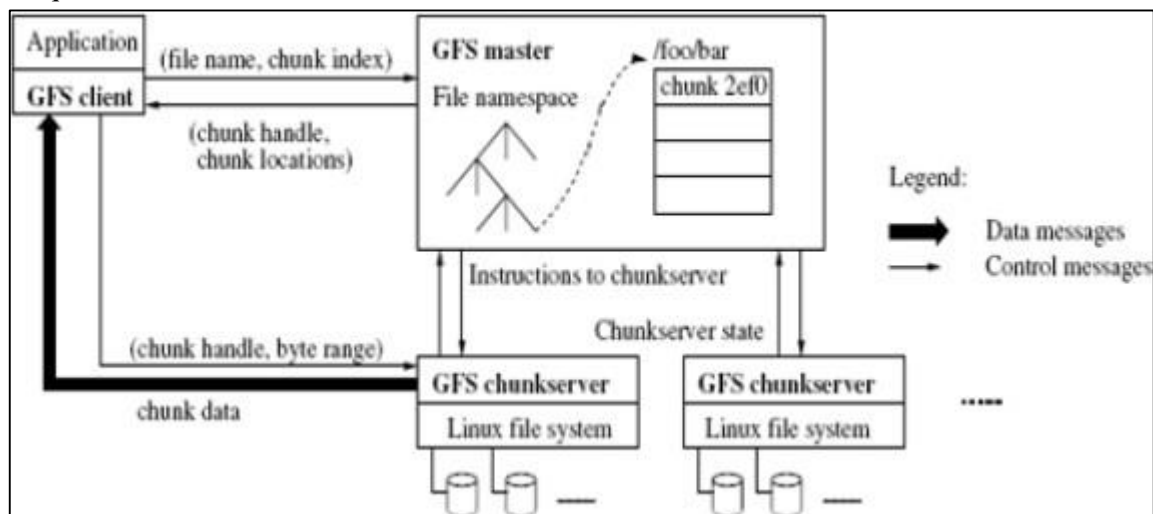 Application
GFS client
(file name, chunk index)
(chunk handle,
chunk locations)
GFS master
File namespace
/foo/bar
chunk 2ef0
Legend:
Data messages
Control messages
Instructions to chunkserver
Chunkserver state
(chunk handle, byte range)
chunk data
GFS chunkserver
Linux file system
GFS chunkserver
Linux file system